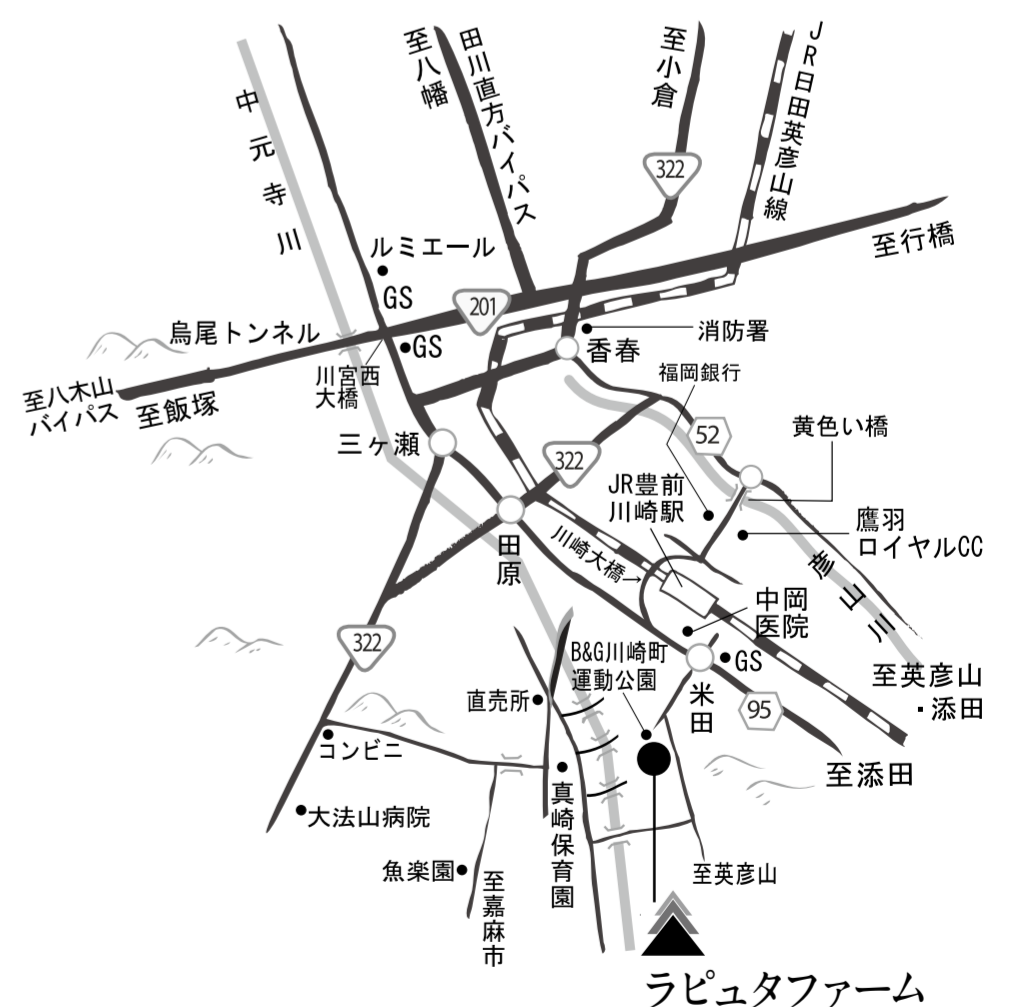 中元寺川
至八幡
田川直方バイパス
至小倉
JR日田英彦山線
322
至行橋
ルミエール
GS
201
烏尾トンネル
GS
消防署
香春
川宮西
大橋
福岡銀行
至八木山
バイパス
至飯塚
三ヶ瀬
52
黄色い橋
322
JR豊前
川崎駅
鷹羽
ロイヤルCC
田原
川崎大橋→
彦山川
中岡
医院
322
B&G川崎町
運動公園
GS
至英彦山
・添田
直売所
米田
95
コンビニ
至添田
大法山病院
真崎保育園
魚楽園
至嘉麻市
至英彦山
ラピュタファーム